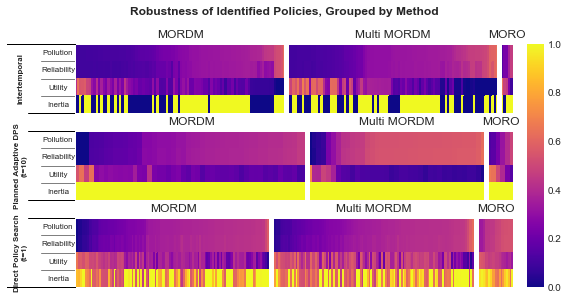 Robustness of Identified Policies, Grouped by Method
MORDM Multi MORDM MORO
Intertemporal
Pollution
Reliability
Utility
Inertia
MORDM Multi MORDM MORO
Planned Adaptive DPS
(n=10)
Pollution
Reliability
Utility
Inertia
MORDM Multi MORDM MORO
Direct Policy Search
(n=1)
Pollution
Reliability
Utility
Inertia
1.0
0.8
0.6
0.4
0.2
0.0